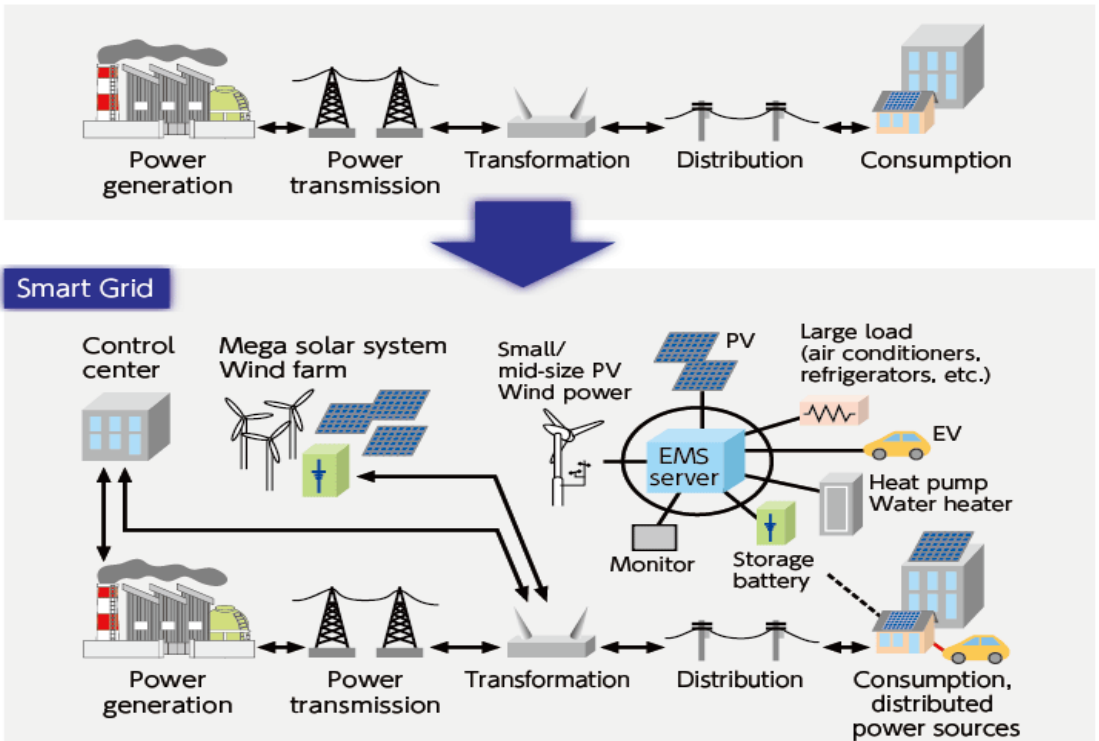 Power
generation
Power
transmission
Transformation
Distribution
Consumption
Smart Grid
Control
center
Mega solar system
Wind farm
Small/
mid-size PV
Wind power
PV
Large load
(air conditioners,
refrigerators, etc.)
EMS
server
EV
Heat pump
Water heater
Monitor
Storage
battery
Power
generation
Power
transmission
Transformation
Distribution
Consumption,
distributed
power sources